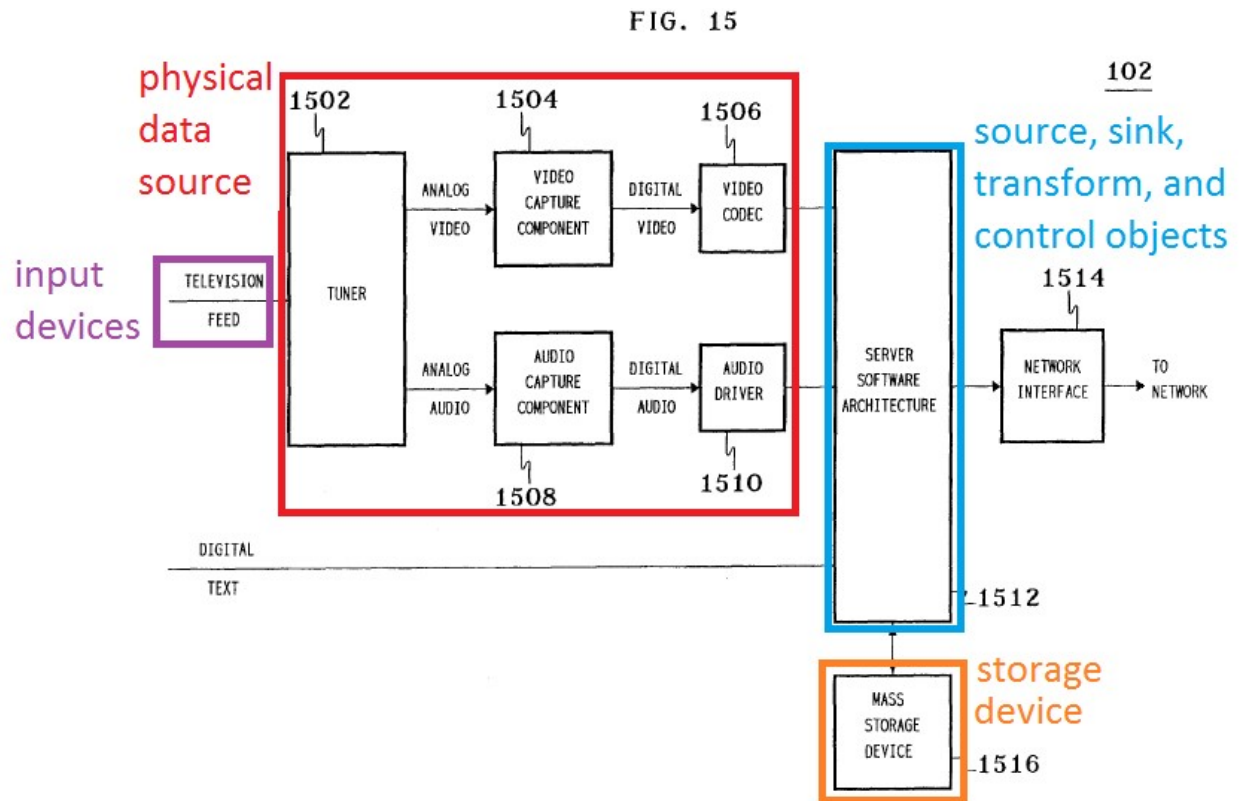 FIG. 15
102
physical
data
source
1502
1504
1506
source, sink,
transform, and
control objects
input
devices
TELEVISION
FEED
TUNER
ANALOG
VIDEO
VIDEO
CAPTURE
COMPONENT
DIGITAL
VIDEO
VIDEO
CODEC
ANALOG
AUDIO
AUDIO
CAPTURE
COMPONENT
DIGITAL
AUDIO
AUDIO
DRIVER
1508
1510
SERVER
SOFTWARE
ARCHITECTURE
1514
NETWORK
INTERFACE
TO
NETWORK
DIGITAL
TEXT
1512
MASS
STORAGE
DEVICE
storage
device
1516